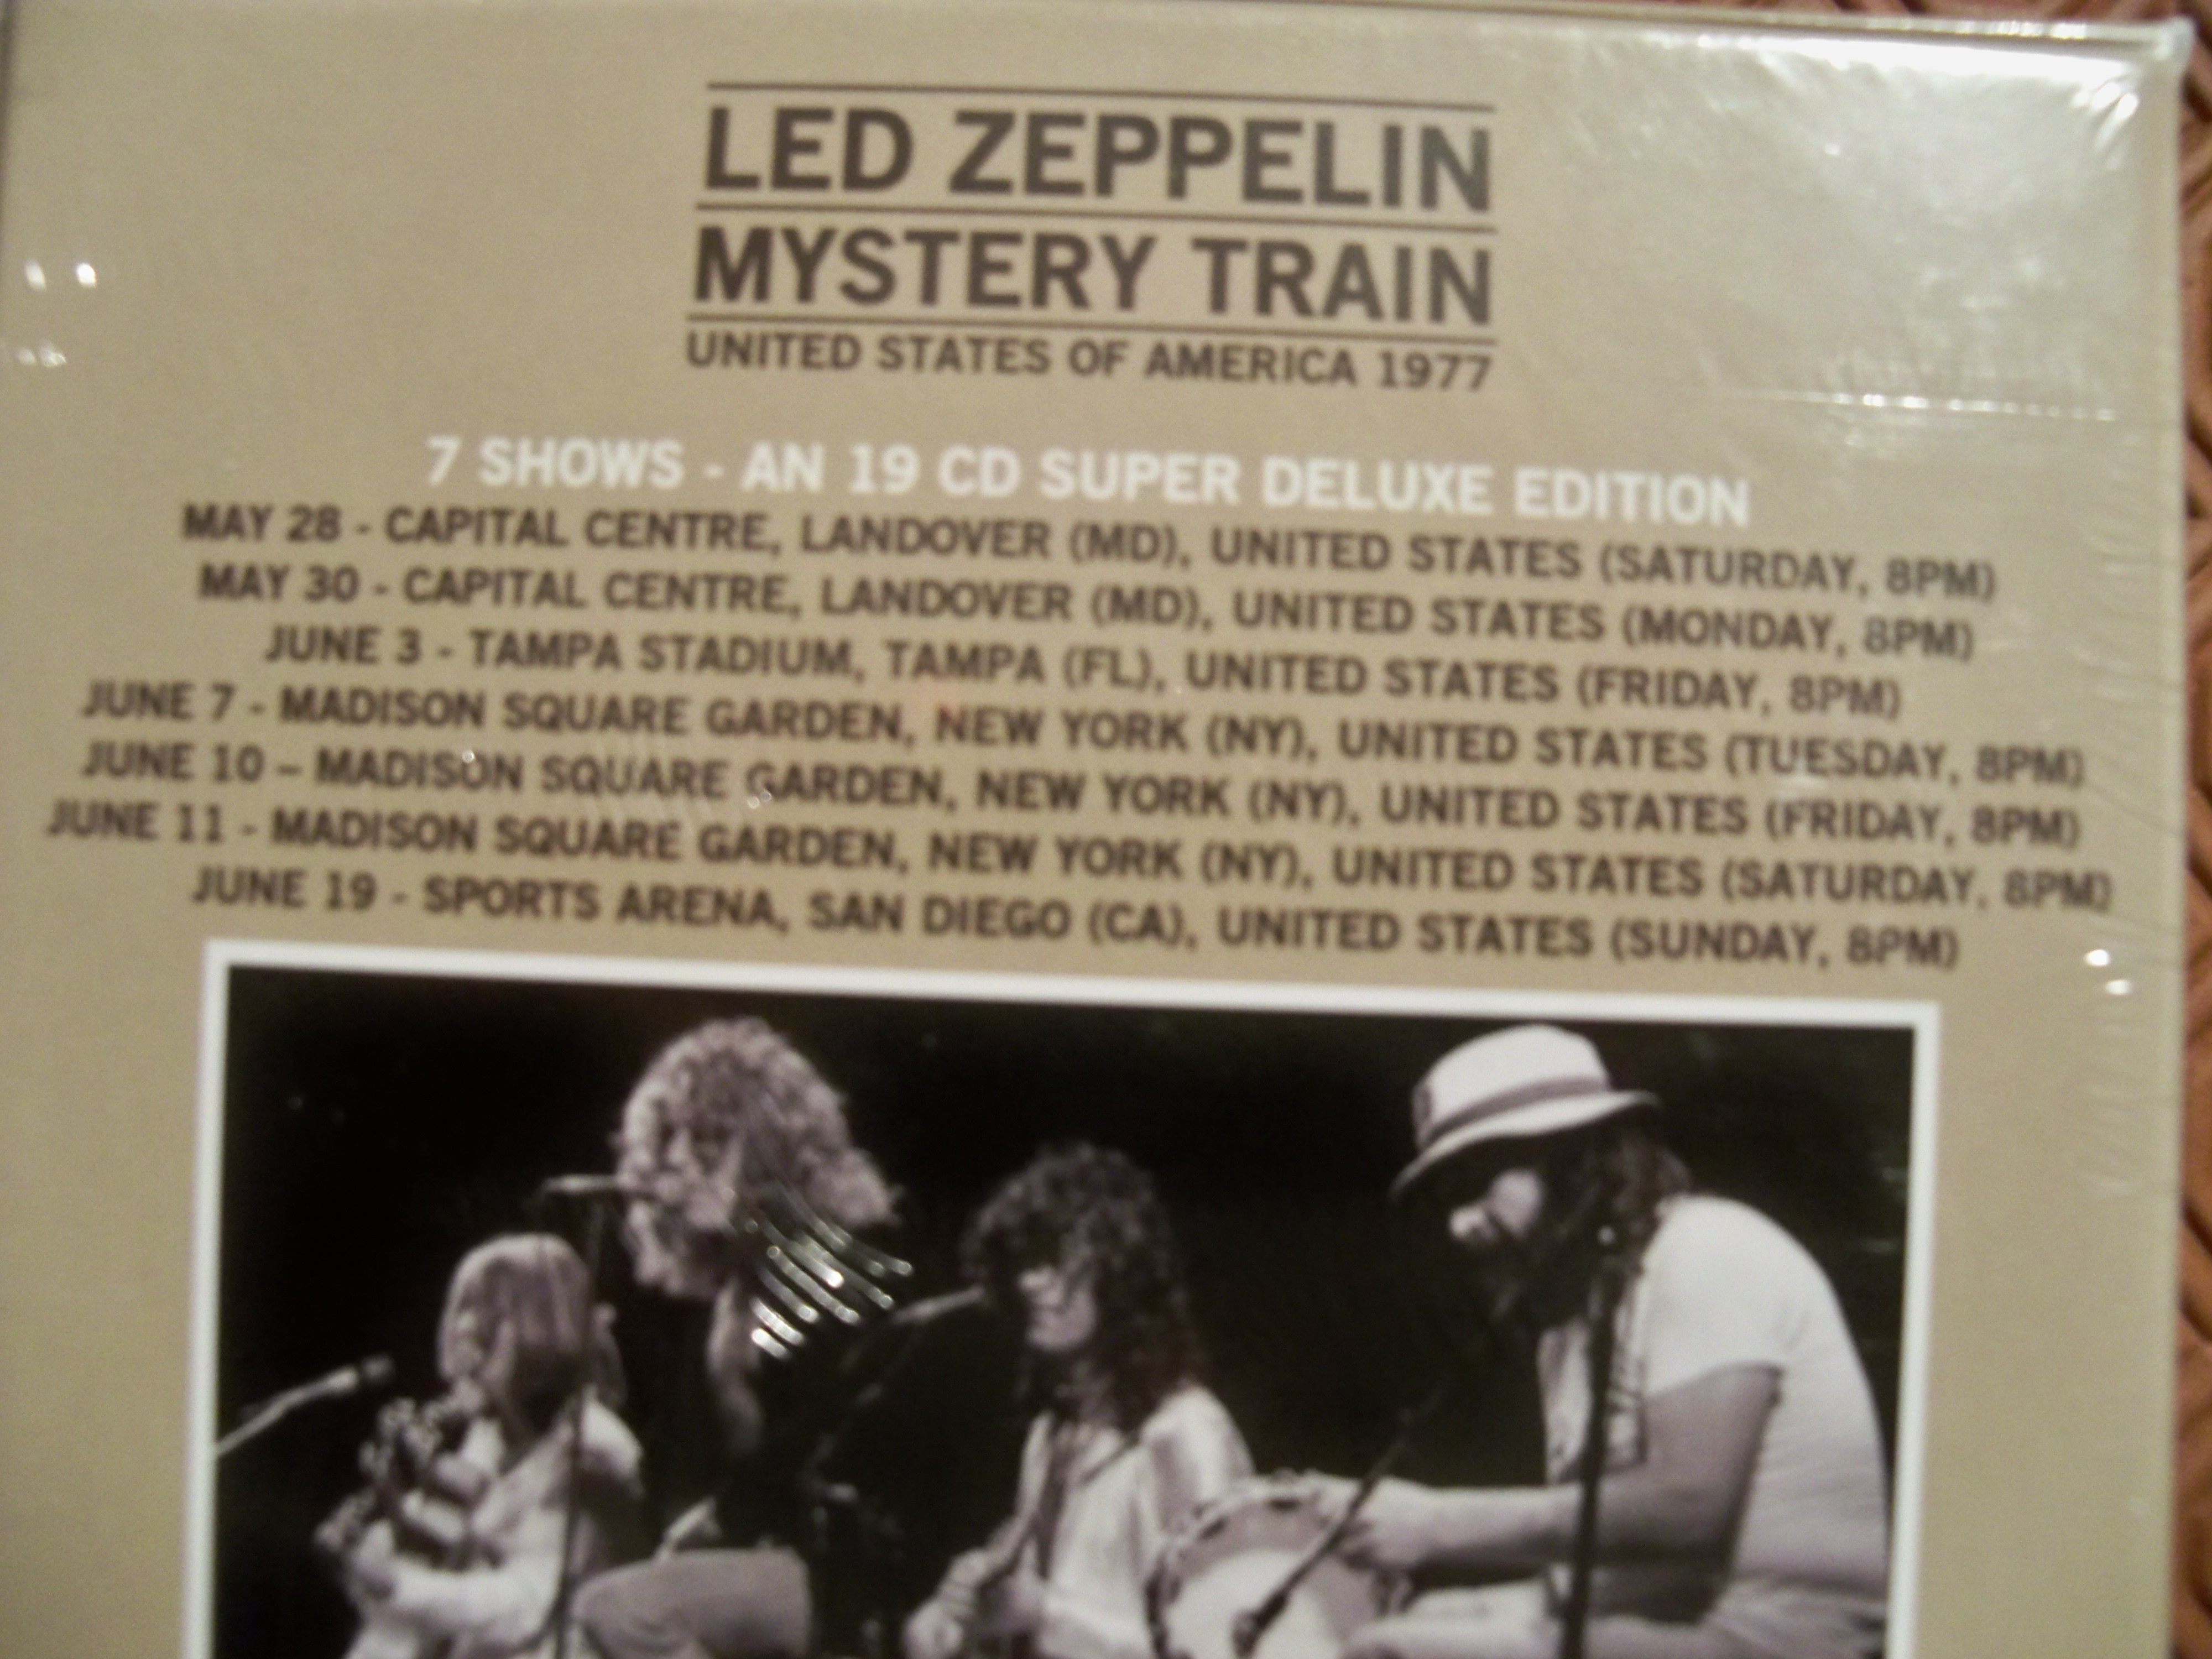 LED ZEPPELIN
MYSTERY TRAIN
UNITED STATES OF AMERICA 1977
7 SHOWS - AN 19 CD SUPER DELUXE EDITION
MAY 28 - CAPITAL CENTRE, LANDOVER (MD), UNITED STATES (SATURDAY, 8PM)
MAY 30 - CAPITAL CENTRE, LANDOVER (MD), UNITED STATES (MONDAY, 8PM)
JUNE 3 - TAMPA STADIUM, TAMPA (FL), UNITED STATES (FRIDAY, 8PM)
JUNE 7 - MADISON SQUARE GARDEN, NEW YORK (NY), UNITED STATES (TUESDAY, 8PM)
JUNE 10 – MADISON SQUARE GARDEN, NEW YORK (NY), UNITED STATES (FRIDAY, 8PM)
JUNE 11 - MADISON SQUARE GARDEN, NEW YORK (NY), UNITED STATES (SATURDAY, 8PM)
JUNE 19 - SPORTS ARENA, SAN DIEGO (CA), UNITED STATES (SUNDAY, 8PM)